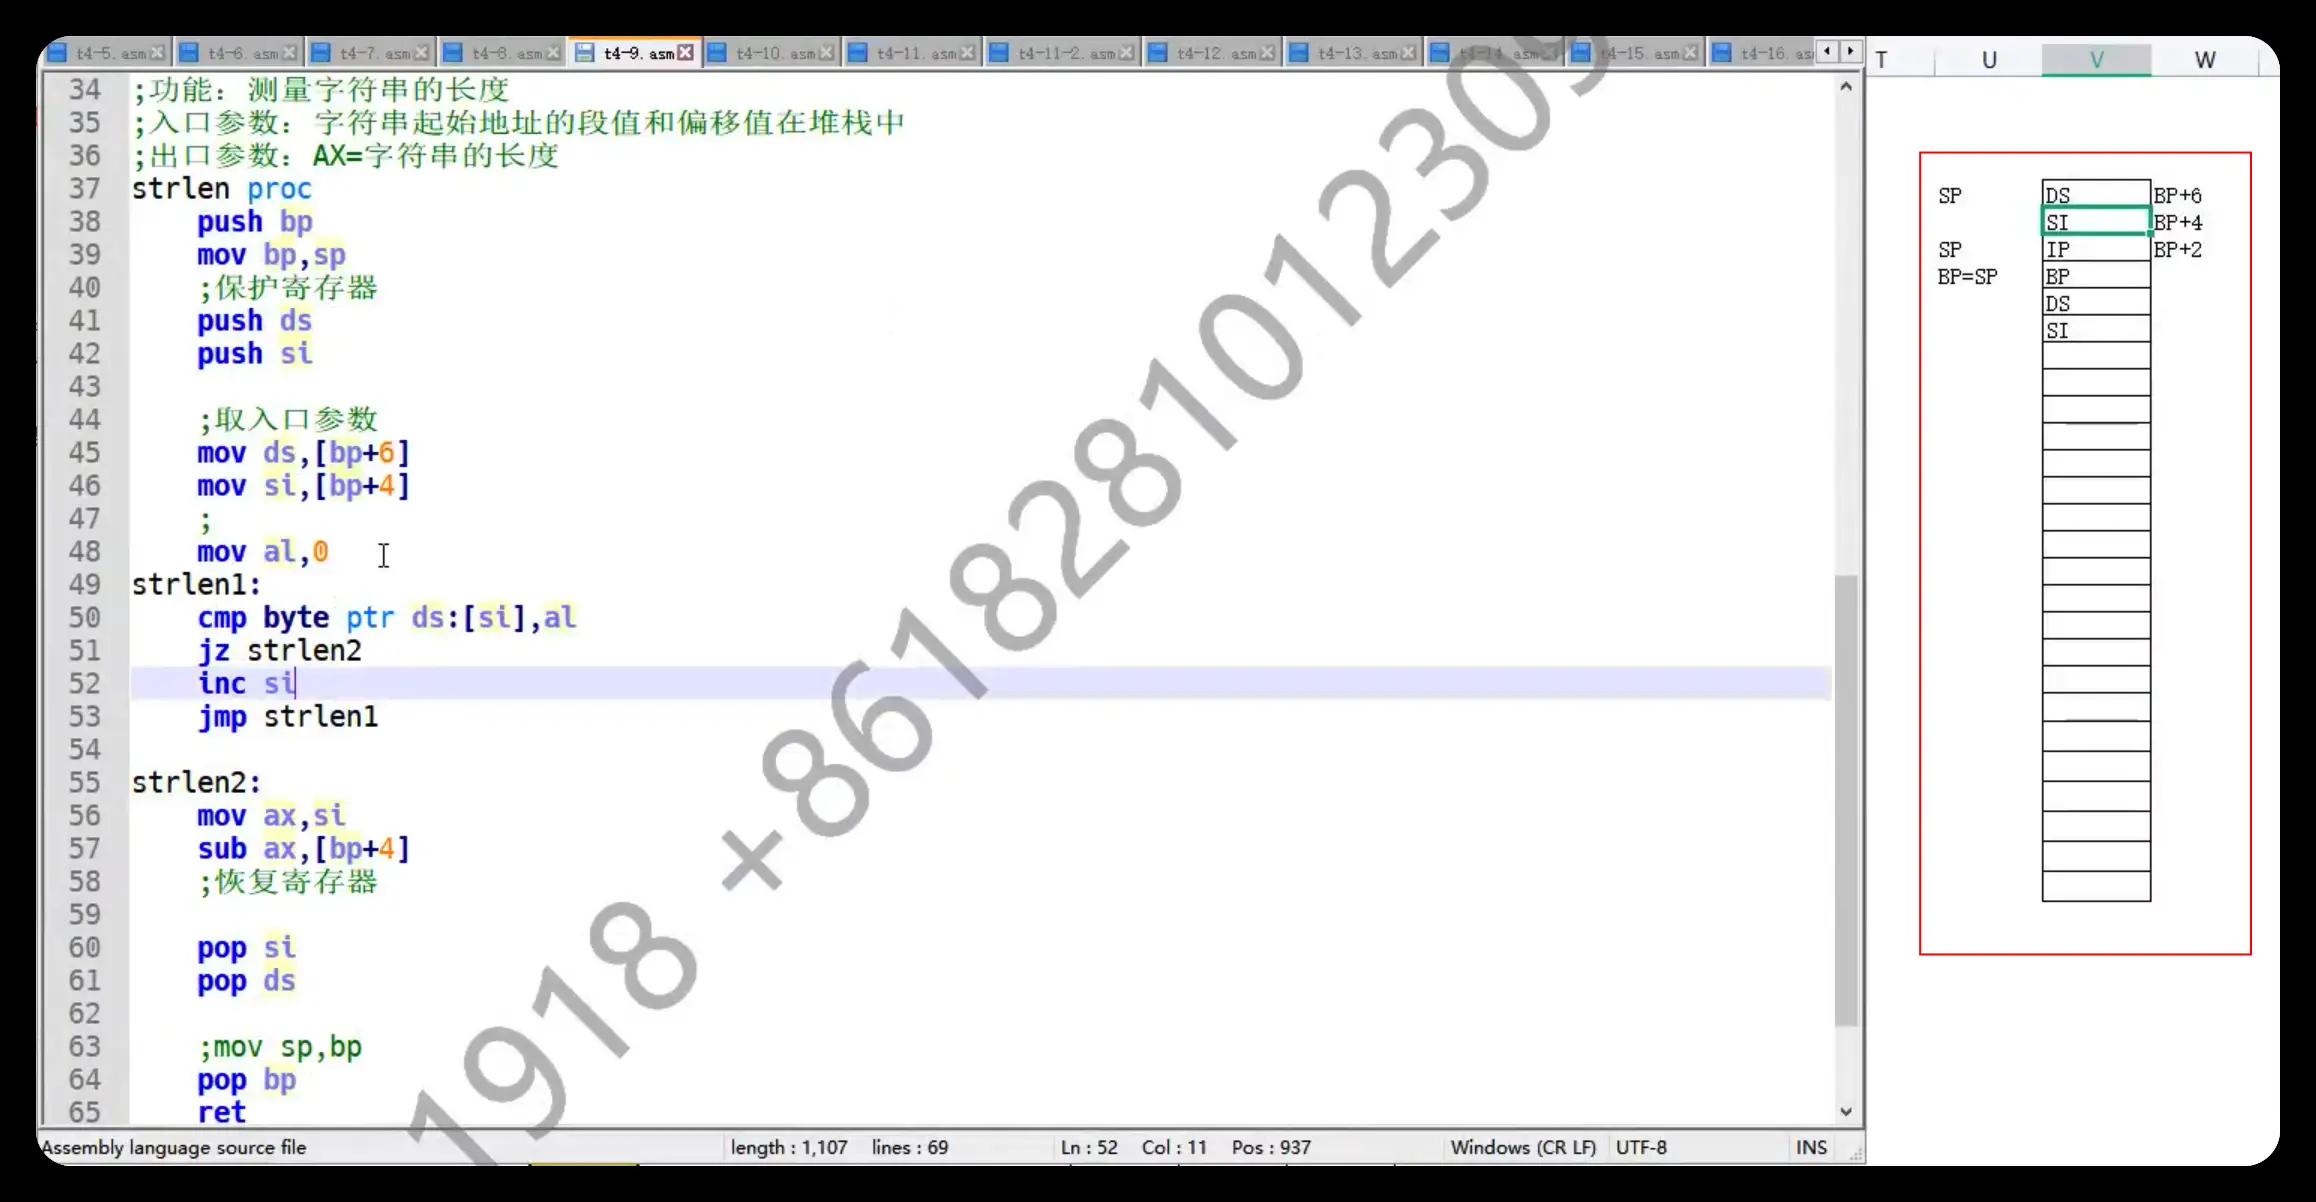 t4-5.asm t4-6.asm t4-7.asm t4-8.asm t4-9.asm t4-10.asm t4-11.asm t4-11-2.asm t4-12.asm t4-13.asm t4-14.asm t4-15.asm t4-16.as
34 ;功能：测量字符串的长度
35 ;入口参数：字符串起始地址的段值和偏移值在堆栈中
36 ;出口参数：AX=字符串的长度
37 strlen proc
38 push bp
39 mov bp,sp
40 ;保护寄存器
41 push ds
42 push si
43
44 ;取入口参数
45 mov ds,[bp+6]
46 mov si,[bp+4]
47 ;
48 mov al,0
49 strlen1:
50 cmp byte ptr ds:[si],al
51 jz strlen2
52 inc si
53 jmp strlen1
54
55 strlen2:
56 mov ax,si
57 sub ax,[bp+4]
58 ;恢复寄存器
59
60 pop si
61 pop ds
62
63 ;mov sp,bp
64 pop bp
65 ret
Assembly language source file length : 1,107 lines : 69 Ln : 52 Col : 11 Pos : 937 Windows (CR LF) UTF-8 INS
T U V W
SP DS BP+6
SI BP+4
SP IP BP+2
BP=SP BP
DS
SI
1918 +8618281012309